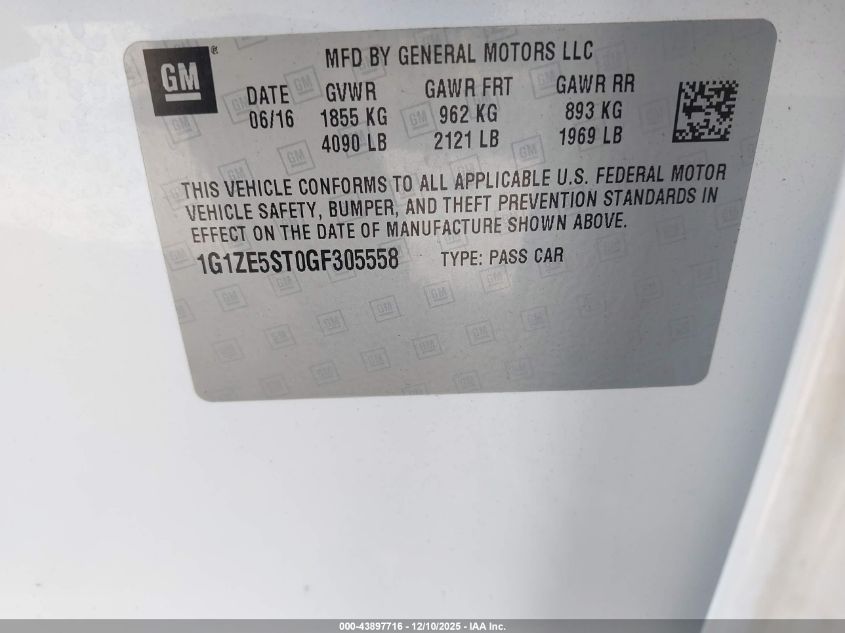 GM ®
MFD BY GENERAL MOTORS LLC
DATE GVWR GAWR FRT GAWR RR
06/16 1855 KG 962 KG 893 KG
4090 LB 2121 LB 1969 LB
THIS VEHICLE CONFORMS TO ALL APPLICABLE U.S. FEDERAL MOTOR
VEHICLE SAFETY, BUMPER, AND THEFT PREVENTION STANDARDS IN
EFFECT ON THE DATE OF MANUFACTURE SHOWN ABOVE.
1G1ZE5ST0GF305558 TYPE: PASS CAR
000-43897716 - 12/10/2025 - IAA Inc.